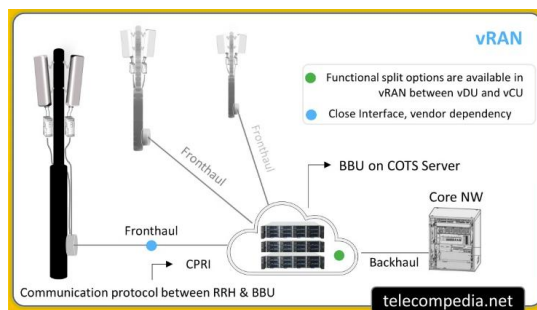 vRAN
Functional split options are available in
vRAN between vDU and vCU
Close Interface, vendor dependency
Fronthaul
Fronthaul
BBU on COTS Server
Core NW
Fronthaul
CPRI
Backhaul
Communication protocol between RRH & BBU
telecompedia.net